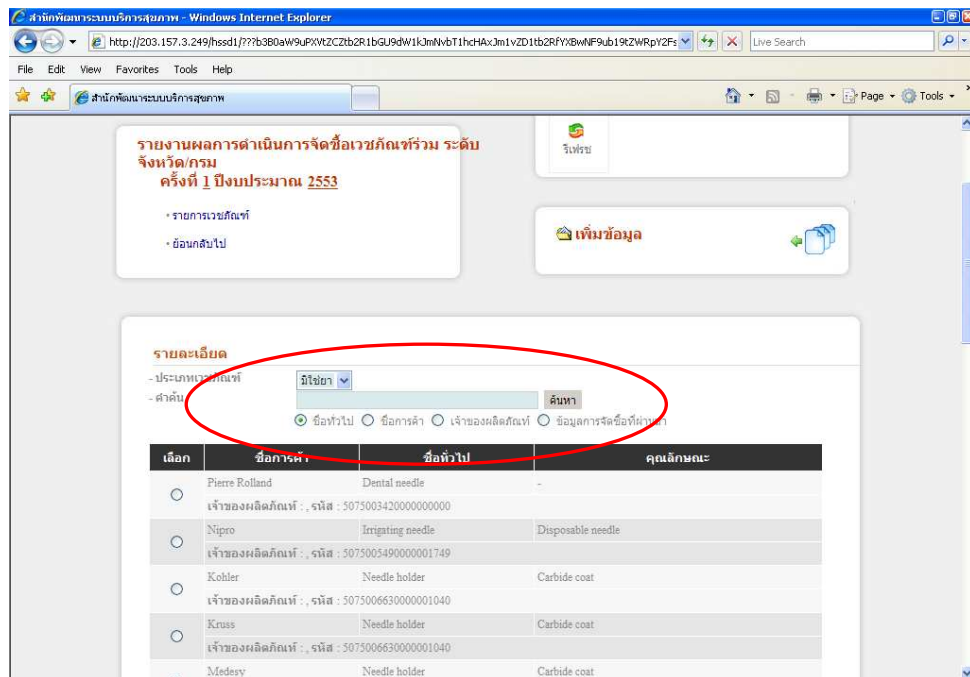 สำนักพัฒนาระบบบริการสุขภาพ - Windows Internet Explorer
Live Search
File Edit View Favorites Tools Help
สำนักพัฒนาระบบบริการสุขภาพ
Page Tools
รายงานผลการดำเนินการจัดซื้อเวชภัณฑ์ร่วม ระดับ
จังหวัด/กรม
ครั้งที่ 1 ปีงบประมาณ 2553
รายการเวชภัณฑ์
ย้อนกลับไป
รีเฟรช
เพิ่มข้อมูล
รายละเอียด
- ประเภทเวชภัณฑ์ มิใช่ยา
- คำค้น ค้นหา
ชื่อทั่วไป ชื่อการค้า เจ้าของผลิตภัณฑ์ ข้อมูลการจัดซื้อที่ผ่านมา
เลือก ชื่อการค้า ชื่อทั่วไป คุณลักษณะ
Pierre Rolland Dental needle -
เจ้าของผลิตภัณฑ์ : , รหัส : 5075003420000000000
Nipro Irrigating needle Disposable needle
เจ้าของผลิตภัณฑ์ : , รหัส : 5075005490000001749
Kohler Needle holder Carbide coat
เจ้าของผลิตภัณฑ์ : , รหัส : 5075006630000001040
Kruss Needle holder Carbide coat
เจ้าของผลิตภัณฑ์ : , รหัส : 5075006630000001040
Medesy Needle holder Carbide coat